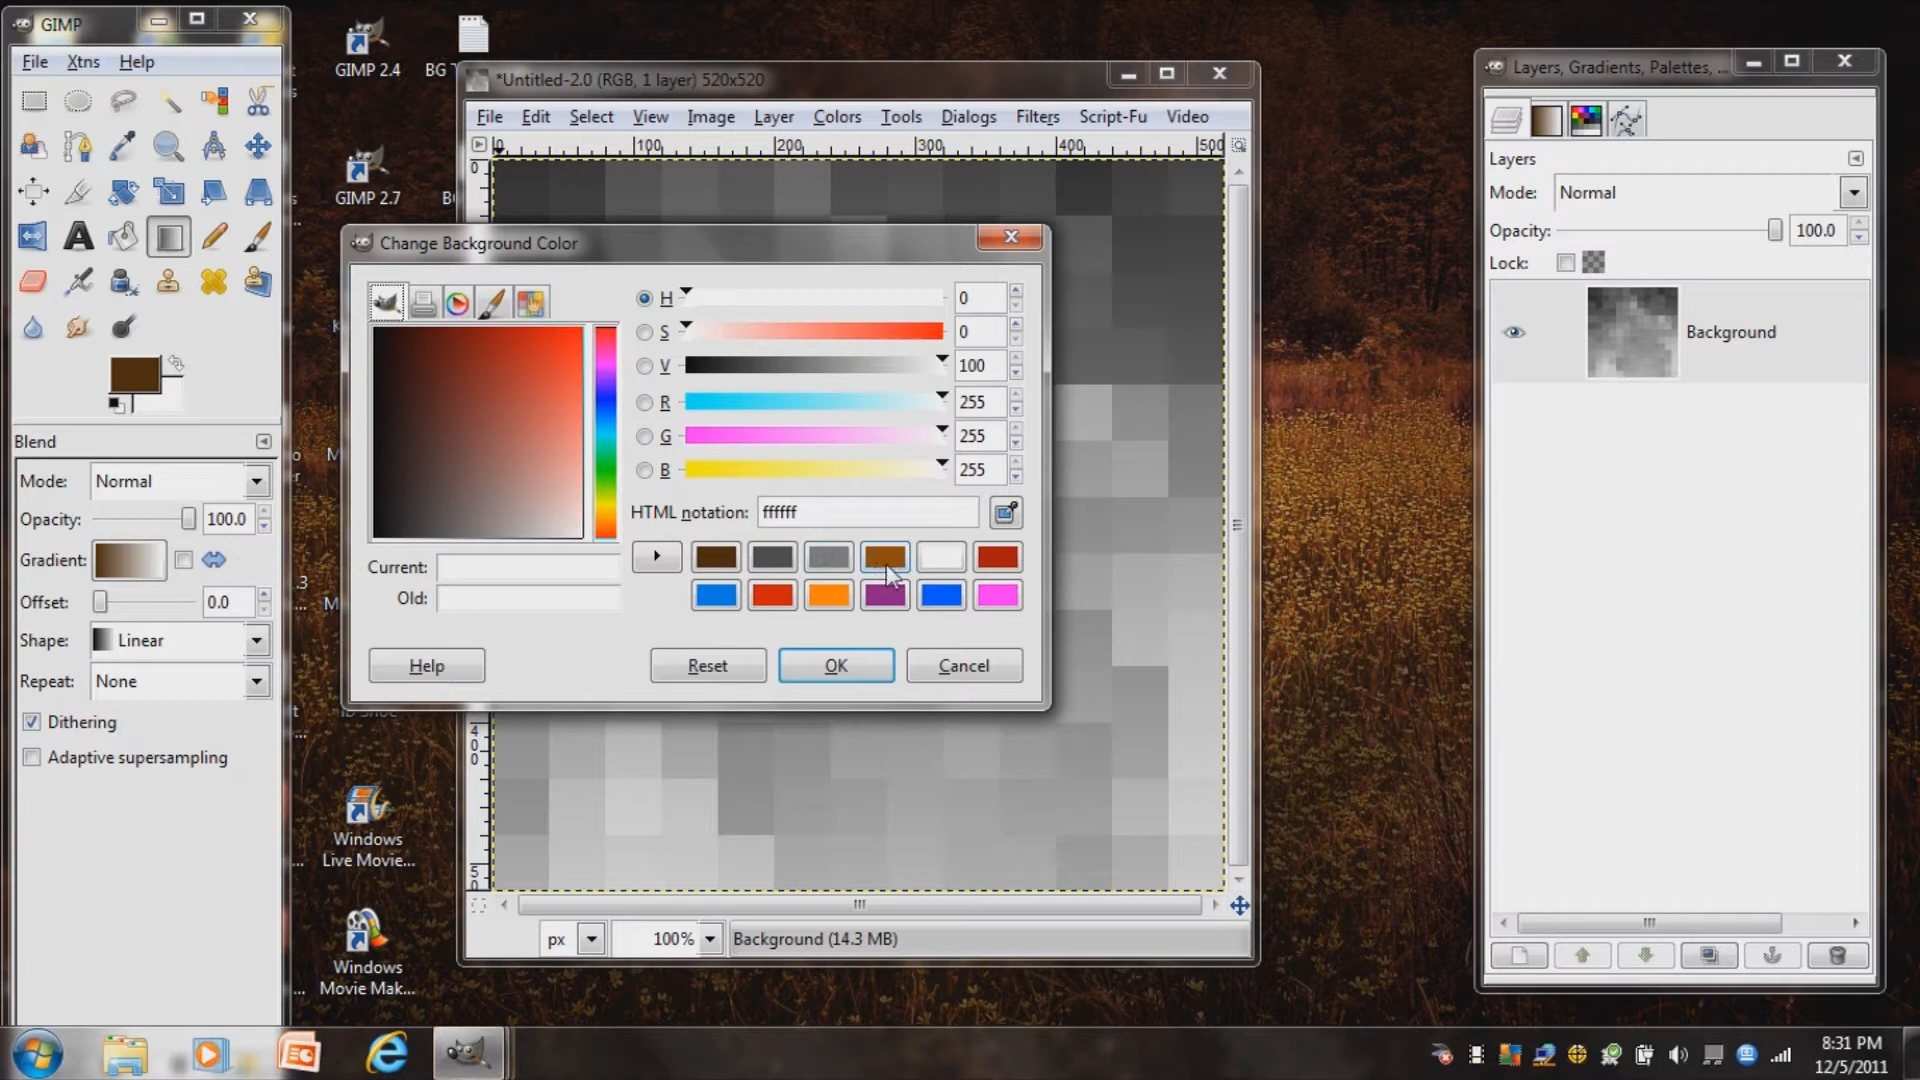 GIMP
File Xtns Help
Blend
Mode: Normal
Opacity: 100.0
Gradient:
Offset: 0.0
Shape: Linear
Repeat: None
Dithering
Adaptive supersampling
GIMP 2.4
BG
GIMP 2.7
Windows
Live Movie...
Windows
Movie Mak...
*Untitled-2.0 (RGB, 1 layer) 520x520
File Edit Select View Image Layer Colors Tools Dialogs Filters Script-Fu Video
0 100 200 300 400 500
0
400
50
px 100% Background (14.3 MB)
Change Background Color
H 0
S 0
V 100
R 255
G 255
B 255
HTML notation: ffffff
Current:
Old:
Help Reset OK Cancel
Layers, Gradients, Palettes, ...
Layers
Mode: Normal
Opacity: 100.0
Lock:
Background
8:31 PM
12/5/2011